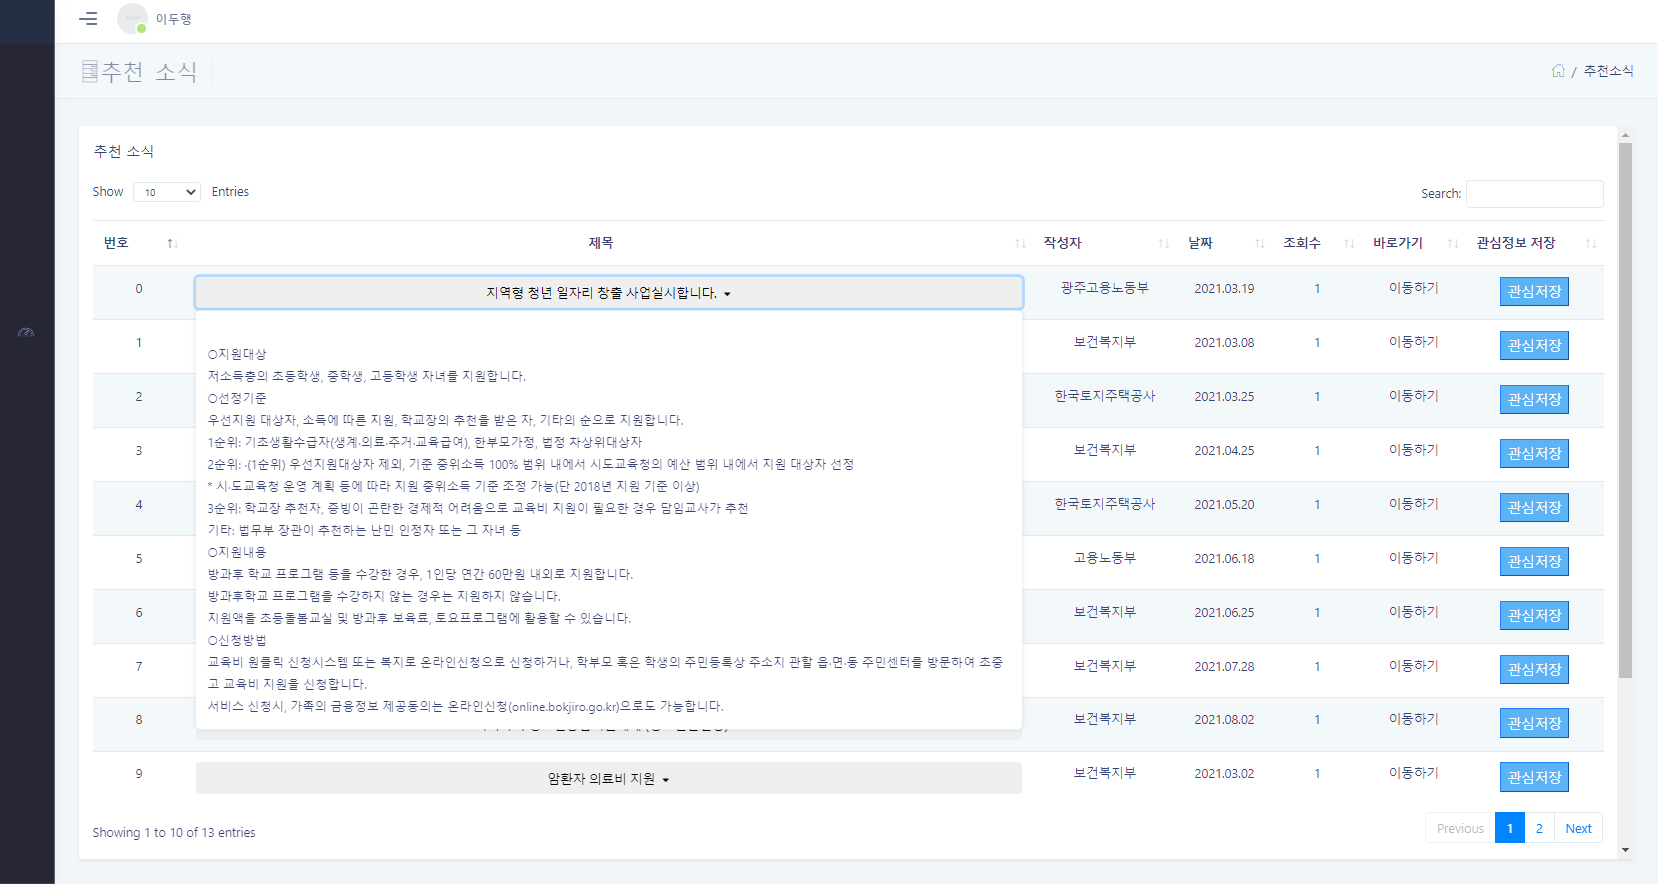 이두행
추천 소식
/ 추천소식
추천 소식
Show 10 Entries
Search:
번호 제목 작성자 날짜 조회수 바로가기 관심정보 저장
0 지역형 청년 일자리 창출 사업실시합니다. 광주고용노동부 2021.03.19 1 이동하기 관심저장
1 보건복지부 2021.03.08 1 이동하기 관심저장
2 한국토지주택공사 2021.03.25 1 이동하기 관심저장
3 보건복지부 2021.04.25 1 이동하기 관심저장
4 한국토지주택공사 2021.05.20 1 이동하기 관심저장
5 고용노동부 2021.06.18 1 이동하기 관심저장
6 보건복지부 2021.06.25 1 이동하기 관심저장
7 보건복지부 2021.07.28 1 이동하기 관심저장
8 보건복지부 2021.08.02 1 이동하기 관심저장
9 암환자 의료비 지원 보건복지부 2021.03.02 1 이동하기 관심저장
○지원대상
저소득층의 초등학생, 중학생, 고등학생 자녀를 지원합니다.
○선정기준
우선지원 대상자, 소득에 따른 지원, 학교장의 추천을 받은 자, 기타의 순으로 지원합니다.
1순위: 기초생활수급자(생계·의료·주거·교육급여), 한부모가정, 법정 차상위대상자
2순위: ·(1순위) 우선지원대상자 제외, 기준 중위소득 100% 범위 내에서 시도교육청의 예산 범위 내에서 지원 대상자 선정
* 시·도교육청 운영 계획 등에 따라 지원 중위소득 기준 조정 가능(단 2018년 지원 기준 이상)
3순위: 학교장 추천자, 증빙이 곤란한 경제적 어려움으로 교육비 지원이 필요한 경우 담임교사가 추천
기타: 법무부 장관이 추천하는 난민 인정자 또는 그 자녀 등
○지원내용
방과후 학교 프로그램 등을 수강한 경우, 1인당 연간 60만원 내외로 지원합니다.
방과후학교 프로그램을 수강하지 않는 경우는 지원하지 않습니다.
지원액을 초등돌봄교실 및 방과후 보육료, 토요프로그램에 활용할 수 있습니다.
○신청방법
교육비 원클릭 신청시스템 또는 복지로 온라인신청으로 신청하거나, 학부모 혹은 학생의 주민등록상 주소지 관할 읍·면·동 주민센터를 방문하여 초중
고 교육비 지원을 신청합니다.
서비스 신청시, 가족의 금융정보 제공동의는 온라인신청(online.bokjiro.go.kr)으로도 가능합니다.
Showing 1 to 10 of 13 entries
Previous 1 2 Next